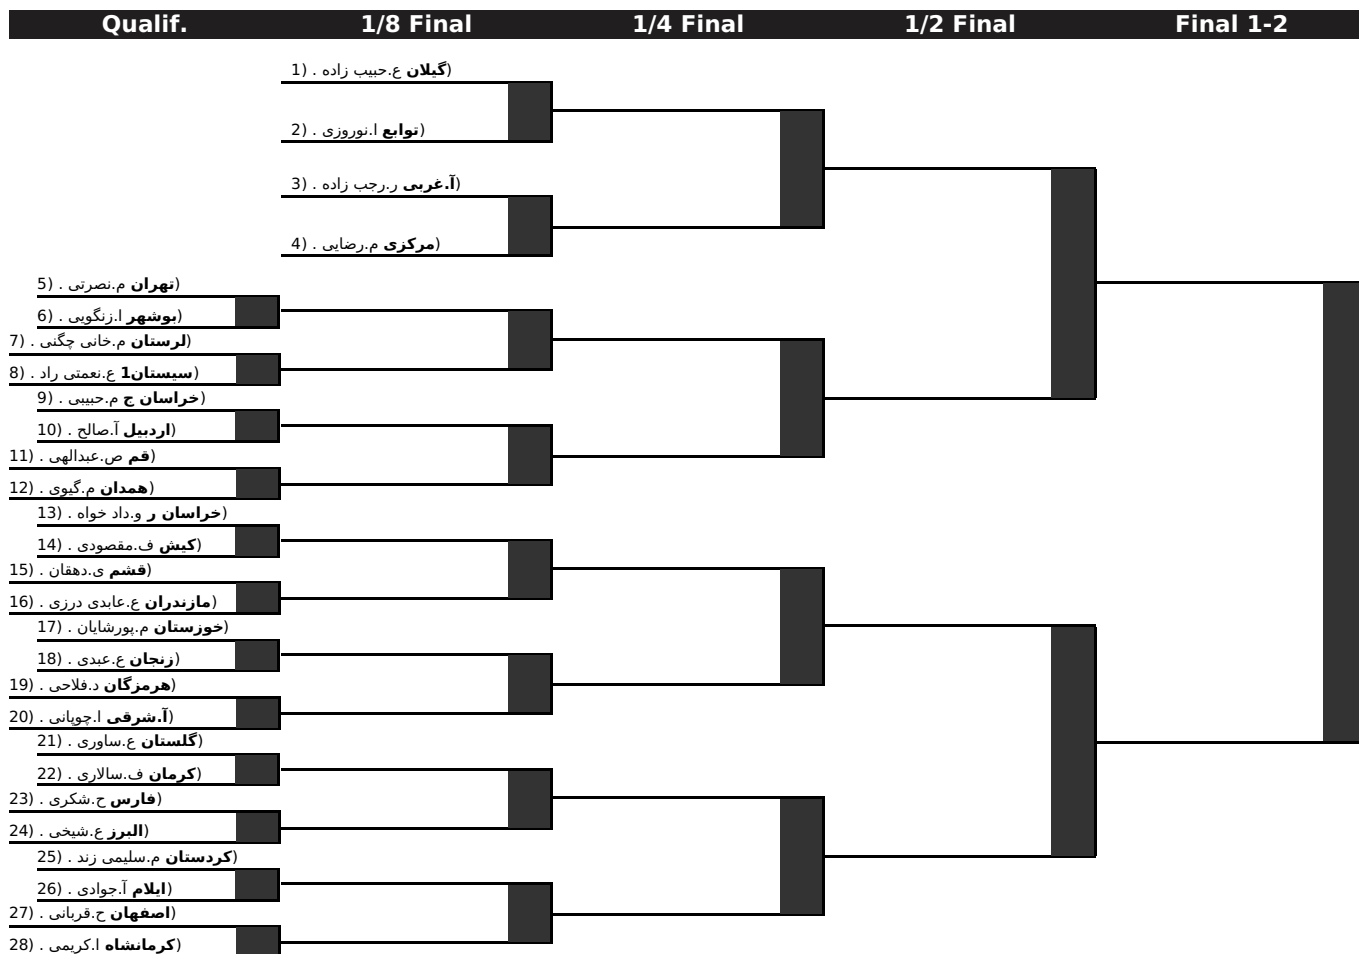 Qualif. 1/8 Final 1/4 Final 1/2 Final Final 1-2
1) . گیلان ع.حبیب زاده)
2) . توابع ا.نوروزی)
3) . آ.غربی ر.رجب زاده)
4) . مرکزی م.رضایی)
5) . تهران م.نصرتی)
6) . بوشهر ا.زنگویی)
7) . لرستان م.خانی چگنی)
8) . سیستان1 ع.نعمتی راد)
9) . خراسان ج م.حبیبی)
10) . اردبیل آ.صالح)
11) . قم ص.عبدالهی)
12) . همدان م.گیوی)
13) . خراسان ر و.داد خواه)
14) . کیش ف.مقصودی)
15) . قشم ی.دهقان)
16) . مازندران ع.عابدی درزی)
17) . خوزستان م.پورشایان)
18) . زنجان ع.عبدی)
19) . هرمزگان د.فلاحی)
20) . آ.شرقی ا.چوپانی)
21) . گلستان ع.ساوری)
22) . کرمان ف.سالاری)
23) . فارس ح.شکری)
24) . البرز ع.شیخی)
25) . کردستان م.سلیمی زند)
26) . ایلام آ.جوادی)
27) . اصفهان ح.قربانی)
28) . کرمانشاه ا.کریمی)